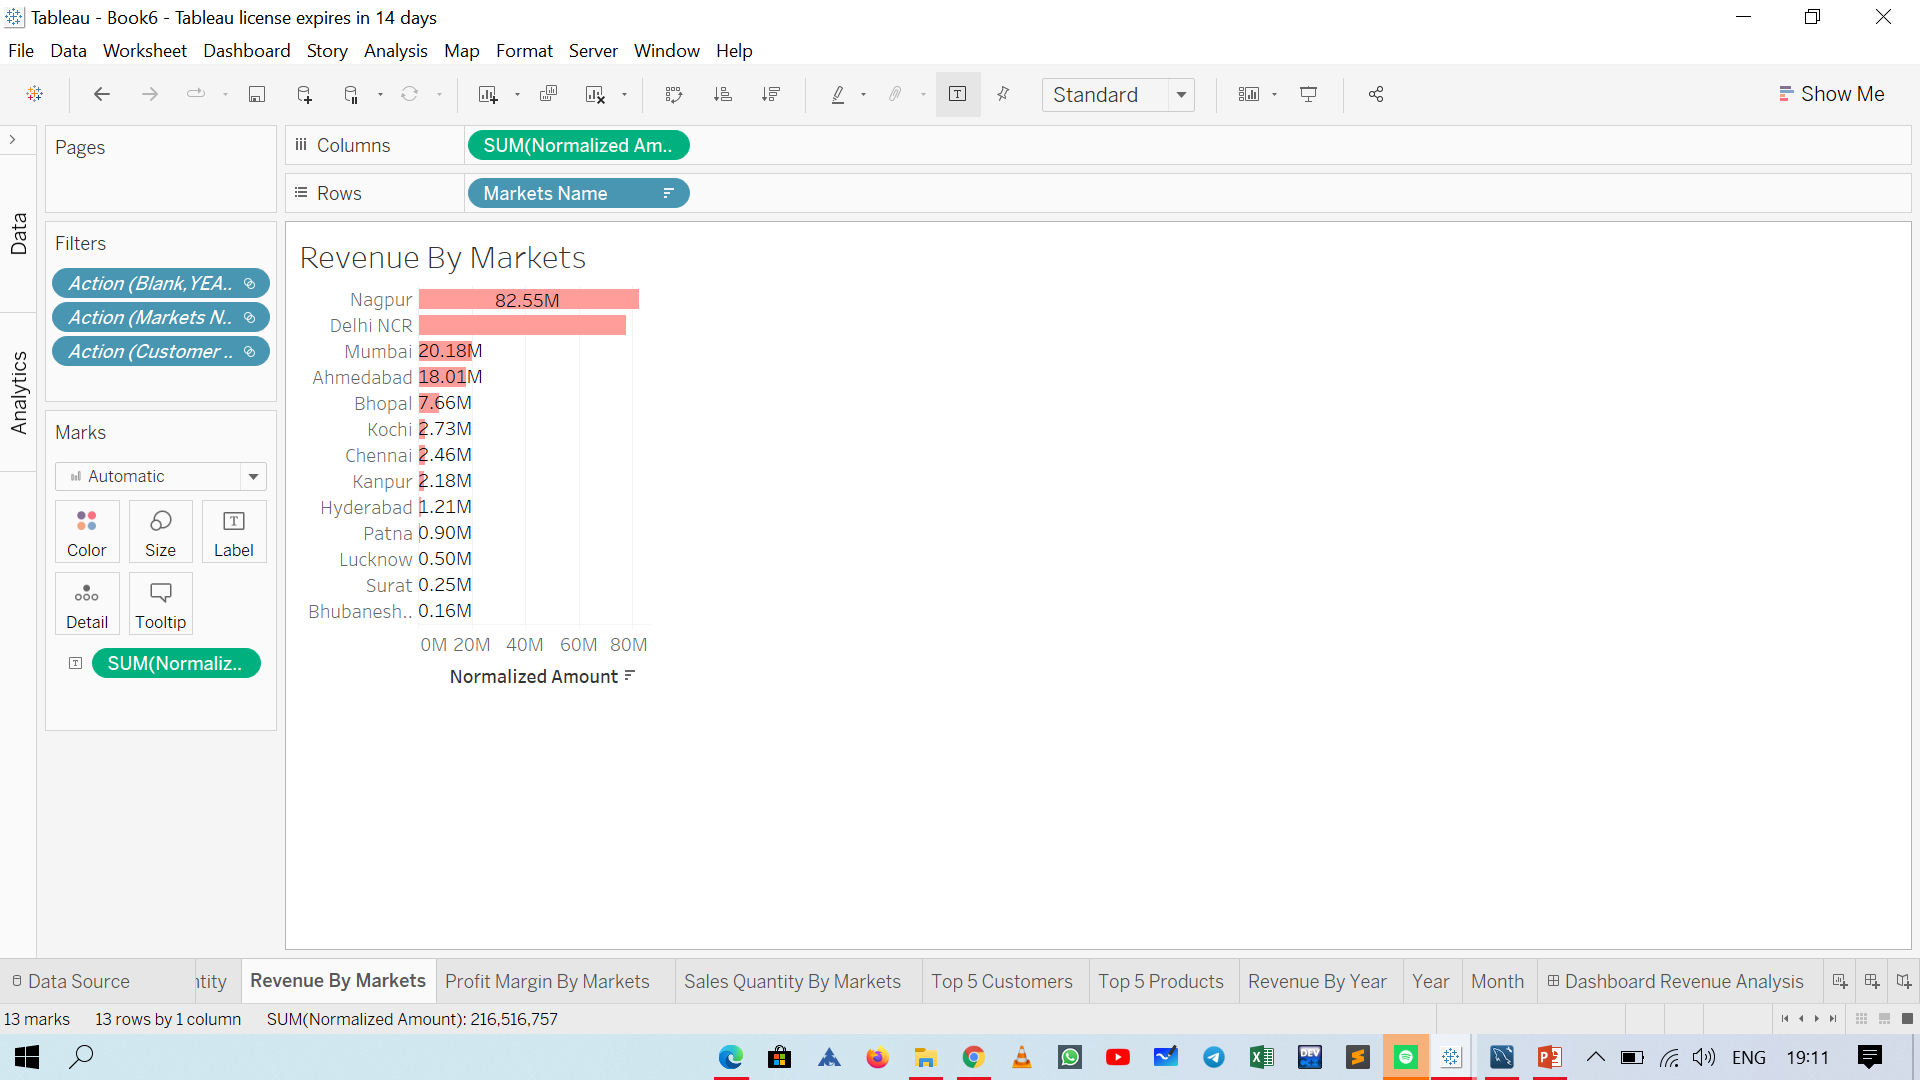 Tableau - Book6 - Tableau license expires in 14 days
File Data Worksheet Dashboard Story Analysis Map Format Server Window Help
Standard
Show Me
Pages
Columns
SUM(Normalized Am..
Rows
Markets Name
Data
Analytics
Filters
Action (Blank,YEA..
Action (Markets N..
Action (Customer ..
Marks
Automatic
Color Size Label
Detail Tooltip
SUM(Normaliz..
Revenue By Markets
Nagpur 82.55M
Delhi NCR
Mumbai 20.18M
Ahmedabad 18.01M
Bhopal 7.66M
Kochi 2.73M
Chennai 2.46M
Kanpur 2.18M
Hyderabad 1.21M
Patna 0.90M
Lucknow 0.50M
Surat 0.25M
Bhubanesh.. 0.16M
0M 20M 40M 60M 80M
Normalized Amount
Data Source ntity Revenue By Markets Profit Margin By Markets Sales Quantity By Markets Top 5 Customers Top 5 Products Revenue By Year Year Month Dashboard Revenue Analysis
13 marks 13 rows by 1 column SUM(Normalized Amount): 216,516,757
DEV
ENG 19:11